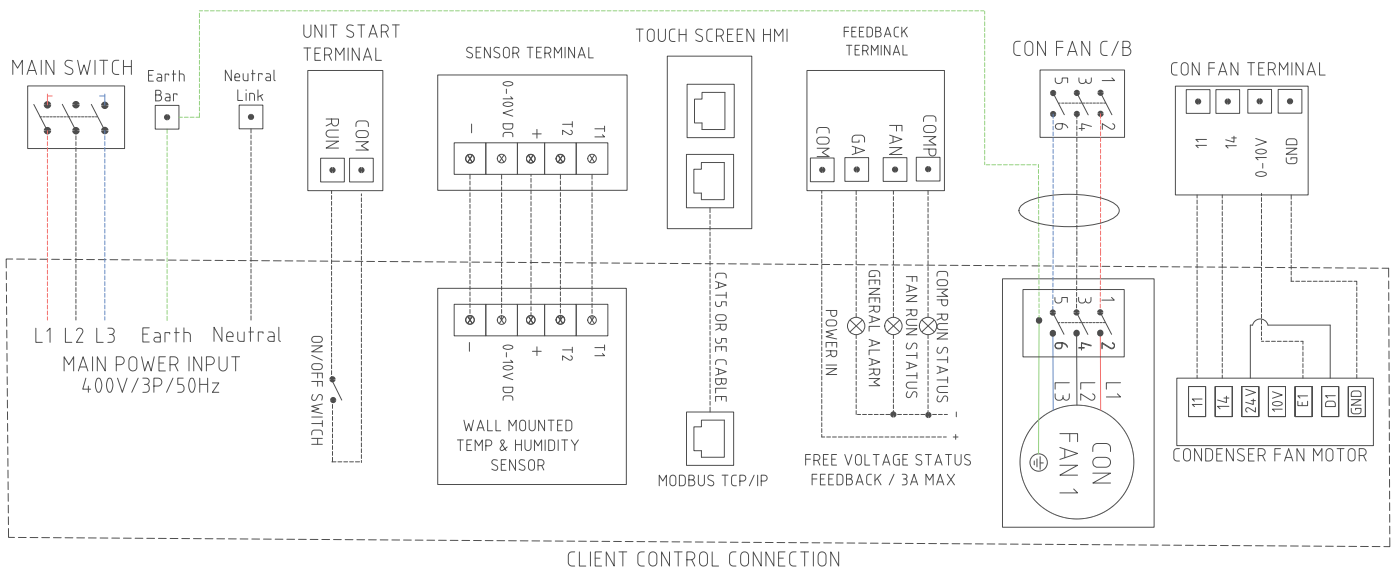 MAIN SWITCH
Earth
Bar
Neutral
Link
UNIT START
TERMINAL
RUN
COM
SENSOR TERMINAL
–
0-10V DC
+
T2
T1
TOUCH SCREEN HMI
FEEDBACK
TERMINAL
COM
GA
FAN
COMP
CON FAN C/B
5
3
1
6
4
2
CON FAN TERMINAL
11
14
0-10V
GND
L1
L2
L3
Earth
Neutral
MAIN POWER INPUT
400V/3P/50Hz
ON/OFF SWITCH
–
0-10V DC
+
T2
T1
WALL MOUNTED
TEMP & HUMIDITY
SENSOR
CAT5 OR 5E CABLE
MODBUS TCP/IP
POWER IN
GENERAL ALARM
FAN RUN STATUS
COMP RUN STATUS
-
+
FREE VOLTAGE STATUS
FEEDBACK / 3A MAX
5
3
1
6
4
2
L3
L2
L1
CON
FAN 1
11
14
24V
10V
E1
D1
GND
CONDENSER FAN MOTOR
CLIENT CONTROL CONNECTION